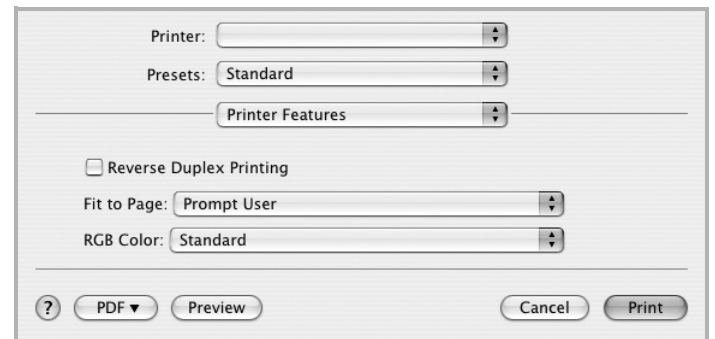 Printer:
Presets: Standard
Printer Features
Reverse Duplex Printing
Fit to Page: Prompt User
RGB Color: Standard
? PDF▼ Preview Cancel Print